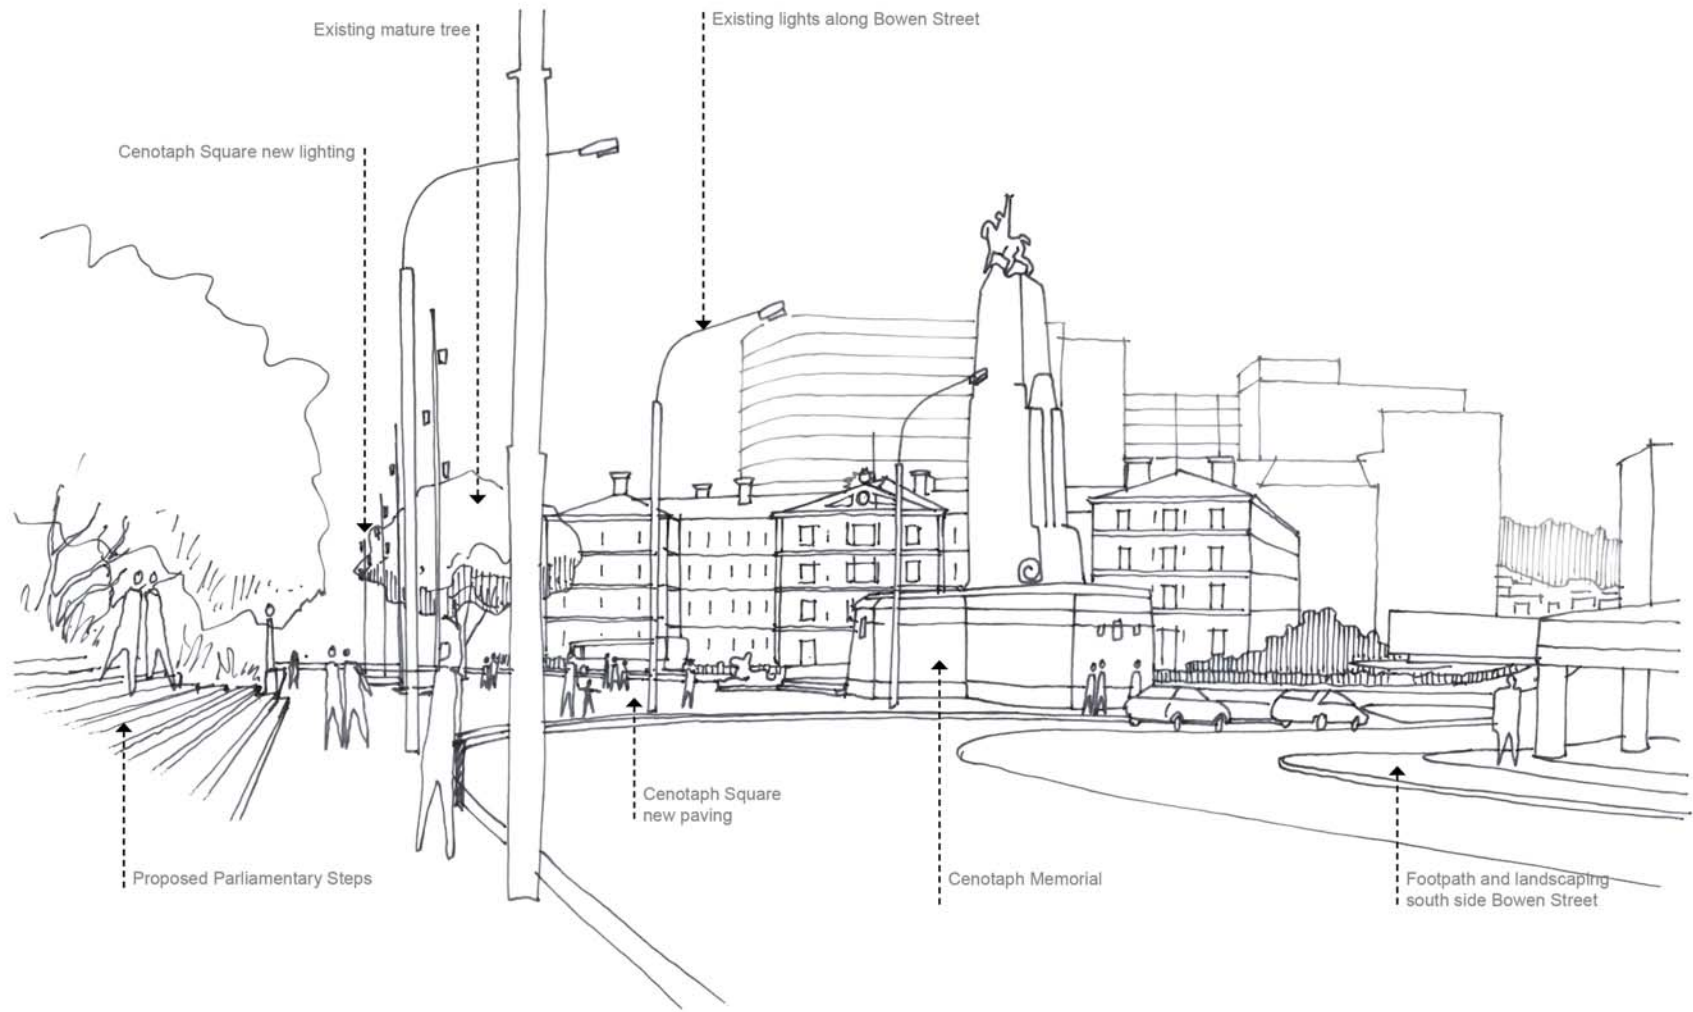 Existing lights along Bowen Street
Existing mature tree
Cenotaph Square new lighting
Cenotaph Square
new paving
Proposed Parliamentary Steps
Cenotaph Memorial
Footpath and landscaping
south side Bowen Street